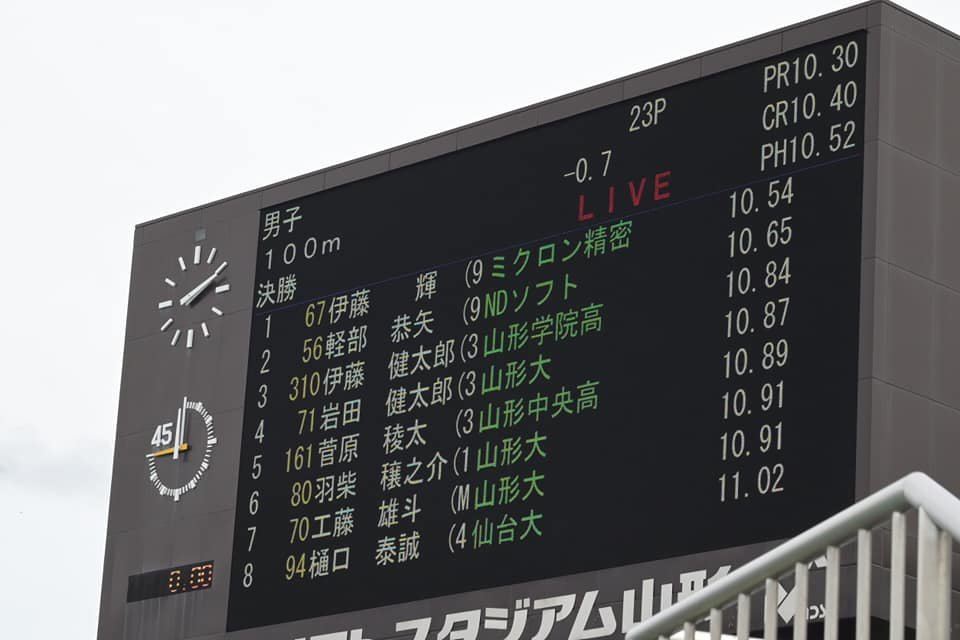 23P
PR10.30
CR10.40
-0.7
PH10.52
男子
LIVE
100m
決勝
1 67伊藤 輝 (9 ミクロン精密 10.54
2 56軽部 恭矢 (9 NDソフト 10.65
3 310伊藤 健太郎(3 山形学院高 10.84
4 71岩田 健太郎(3 山形大 10.87
5 161菅原 稜太 (3 山形中央高 10.89
6 80羽柴 穣之介(1 山形大 10.91
7 70工藤 雄斗 (M 山形大 10.91
8 94樋口 泰誠 (4 仙台大 11.02
45
0.00
スタジアム山形